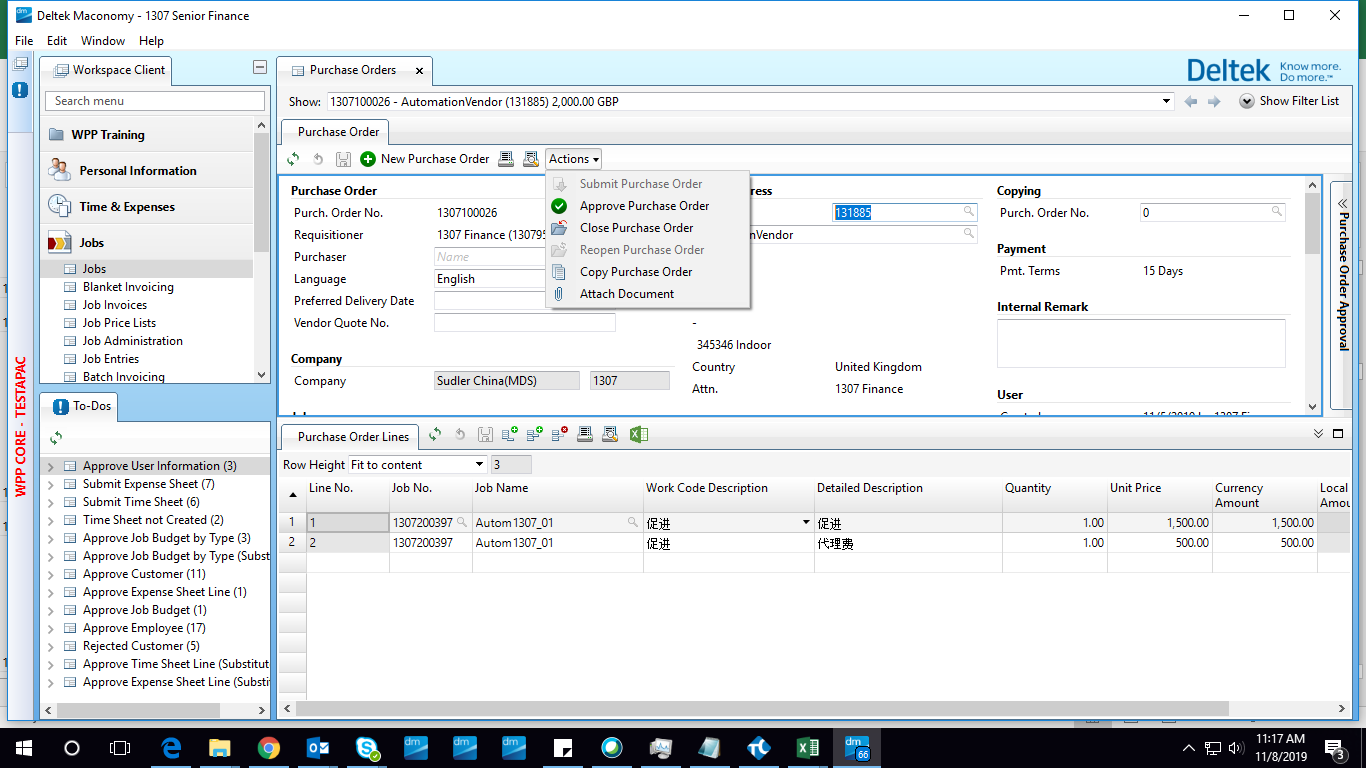 Deltek Maconomy - 1307 Senior Finance
File Edit Window Help
Workspace Client
Purchase Orders
Deltek Know more. Do more.™
Search menu
Show: 1307100026 - AutomationVendor (131885) 2,000.00 GBP
Show Filter List
WPP Training
Personal Information
Time & Expenses
Jobs
Jobs
Blanket Invoicing
Job Invoices
Job Price Lists
Job Administration
Job Entries
Batch Invoicing
WPP CORE - TESTAPAC
To-Dos
Approve User Information (3)
Submit Expense Sheet (7)
Submit Time Sheet (6)
Time Sheet not Created (2)
Approve Job Budget by Type (3)
Approve Job Budget by Type (Subst
Approve Customer (11)
Approve Expense Sheet Line (1)
Approve Job Budget (1)
Approve Employee (17)
Rejected Customer (5)
Approve Time Sheet Line (Substitut
Approve Expense Sheet Line (Substi
Purchase Order
New Purchase Order Actions
Submit Purchase Order
Approve Purchase Order
Close Purchase Order
Reopen Purchase Order
Copy Purchase Order
Attach Document
Purchase Order
Purch. Order No. 1307100026
Requisitioner 1307 Finance (130795
Purchaser Name
Language English
Preferred Delivery Date
Vendor Quote No.
Company
Company Sudler China(MDS) 1307
ress
131885
nVendor
-
345346 Indoor
Country United Kingdom
Attn. 1307 Finance
Copying
Purch. Order No. 0
Payment
Pmt. Terms 15 Days
Internal Remark
User
Purchase Order Approval
Purchase Order Lines
Row Height Fit to content 3
Line No. Job No. Job Name Work Code Description Detailed Description Quantity Unit Price Currency Amount Local Amou
1 1 1307200397 Autom1307_01 促进 促进 1.00 1,500.00 1,500.00
2 2 1307200397 Autom1307_01 促进 代理费 1.00 500.00 500.00
dm dm dm dm 66
11:17 AM
11/8/2019
3